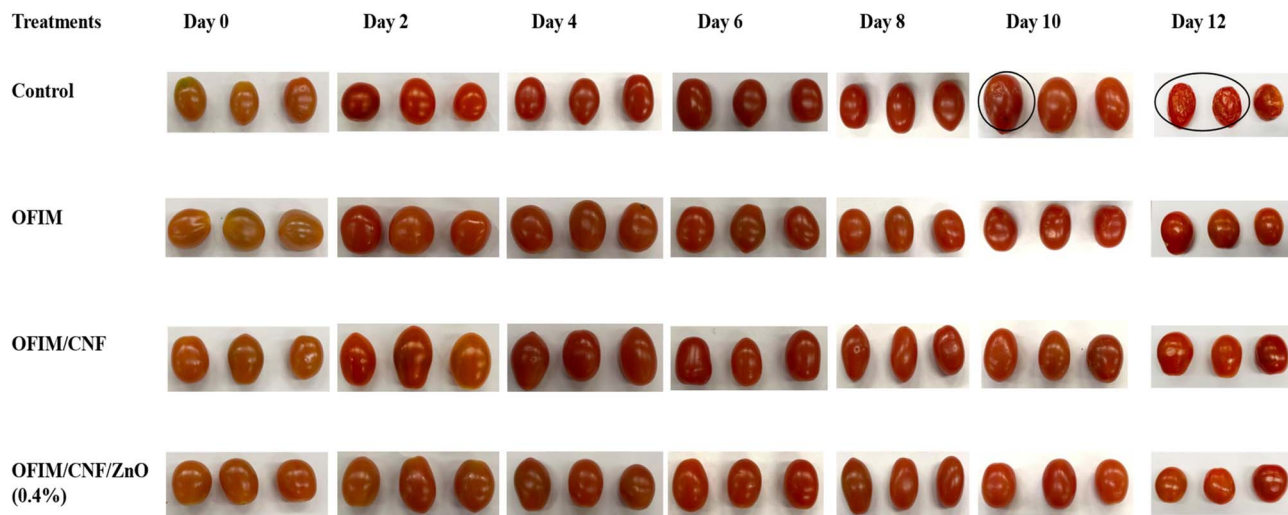 Treatments Day 0 Day 2 Day 4 Day 6 Day 8 Day 10 Day 12
Control
OFIM
OFIM/CNF
OFIM/CNF/ZnO
(0.4%)